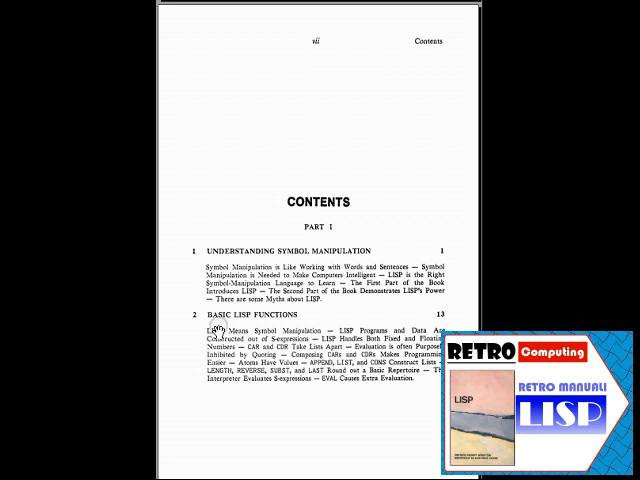 vii
Contents
CONTENTS
PART I
1 UNDERSTANDING SYMBOL MANIPULATION 1
Symbol Manipulation is Like Working with Words and Sentences — Symbol
Manipulation is Needed to Make Computers Intelligent — LISP is the Right
Symbol-Manipulation Language to Learn — The First Part of the Book
Introduces LISP — The Second Part of the Book Demonstrates LISP's Power
— There are some Myths about LISP.
2 BASIC LISP FUNCTIONS 13
Means Symbol Manipulation — LISP Programs and Data Are
Constructed out of S-expressions — LISP Handles Both Fixed and Floating
Numbers — CAR and CDR Take Lists Apart — Evaluation is often Purposely
Inhibited by Quoting — Composing CARs and CDRs Makes Programming
Easier — Atoms Have Values — APPEND, LIST, and CONS Construct Lists —
LENGTH, REVERSE, SUBST, and LAST Round out a Basic Repertoire — Th
Interpreter Evaluates S-expressions — EVAL Causes Extra Evaluation.
RETRO Computing
RETRO MANUALI
LISP
LISP